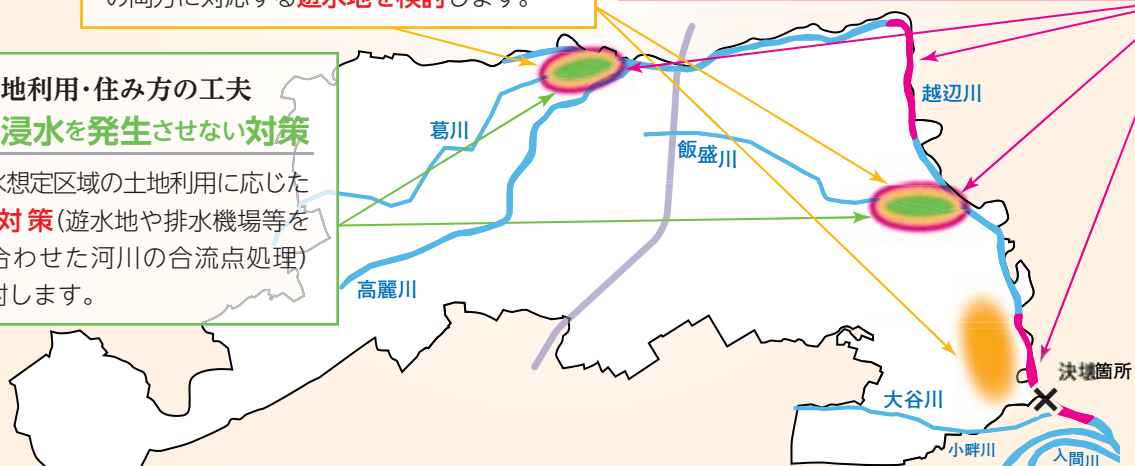 の両方に対応する遊水地を検討します。
地利用・住み方の工夫
浸水を発生させない対策
水想定区域の土地利用に応じた
対策(遊水地や排水機場等を
合わせた河川の合流点処理)
討します。
葛川
高麗川
飯盛川
越辺川
大谷川
小畔川
入間川
決壊箇所